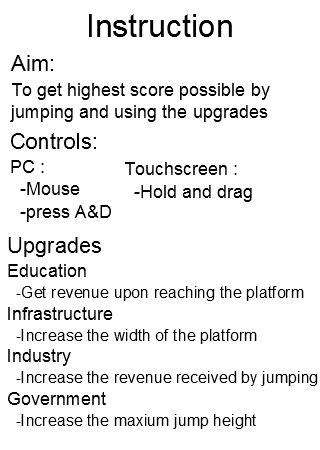 Instruction
Aim:
To get highest score possible by
jumping and using the upgrades
Controls:
PC :
-Mouse
-press A&D
Touchscreen :
-Hold and drag
Upgrades
Education
-Get revenue upon reaching the platform
Infrastructure
-Increase the width of the platform
Industry
-Increase the revenue received by jumping
Government
-Increase the maxium jump height